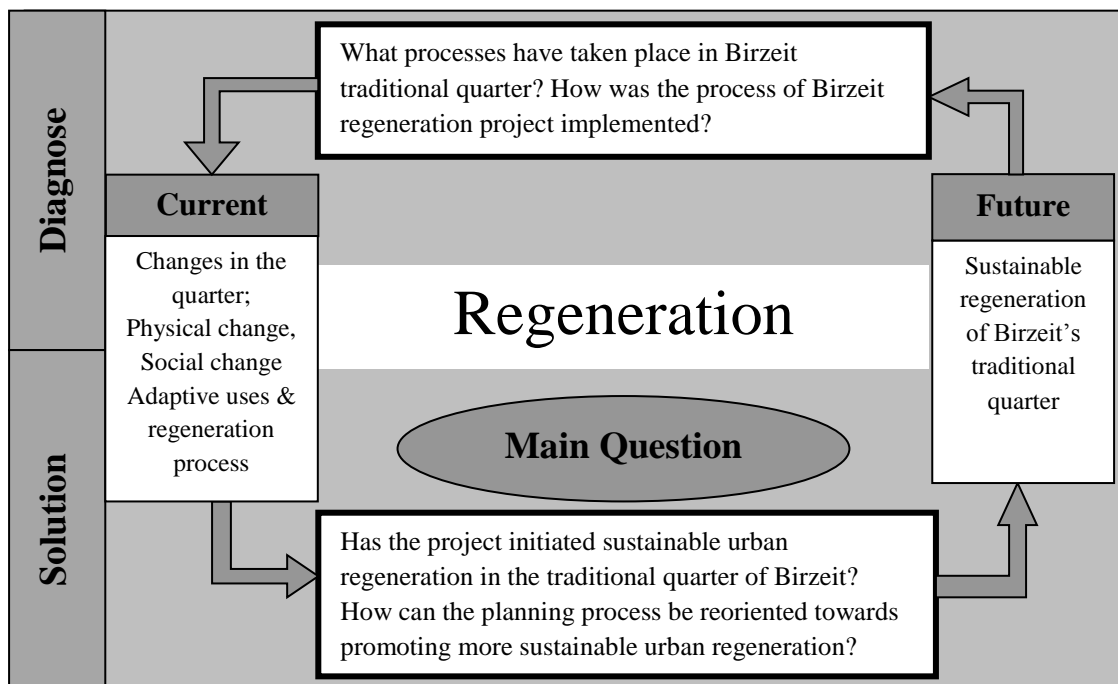 Diagnose
What processes have taken place in Birzeit
traditional quarter? How was the process of Birzeit
regeneration project implemented?
Current
Changes in the
quarter;
Physical change,
Social change
Adaptive uses &
regeneration
process
Regeneration
Future
Sustainable
regeneration
of Birzeit’s
traditional
quarter
Main Question
Solution
Has the project initiated sustainable urban
regeneration in the traditional quarter of Birzeit?
How can the planning process be reoriented towards
promoting more sustainable urban regeneration?